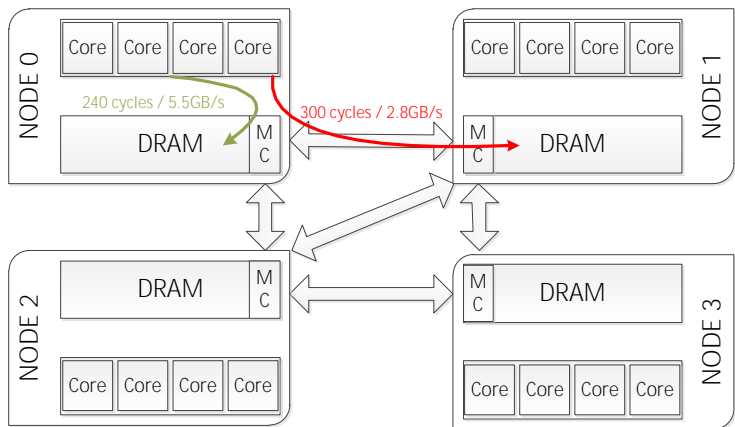 NODE 0
Core Core Core Core
240 cycles / 5.5GB/s
DRAM
M
C
300 cycles / 2.8GB/s
NODE 1
Core Core Core Core
M
C
DRAM
NODE 2
DRAM
M
C
Core Core Core Core
NODE 3
M
C
DRAM
Core Core Core Core